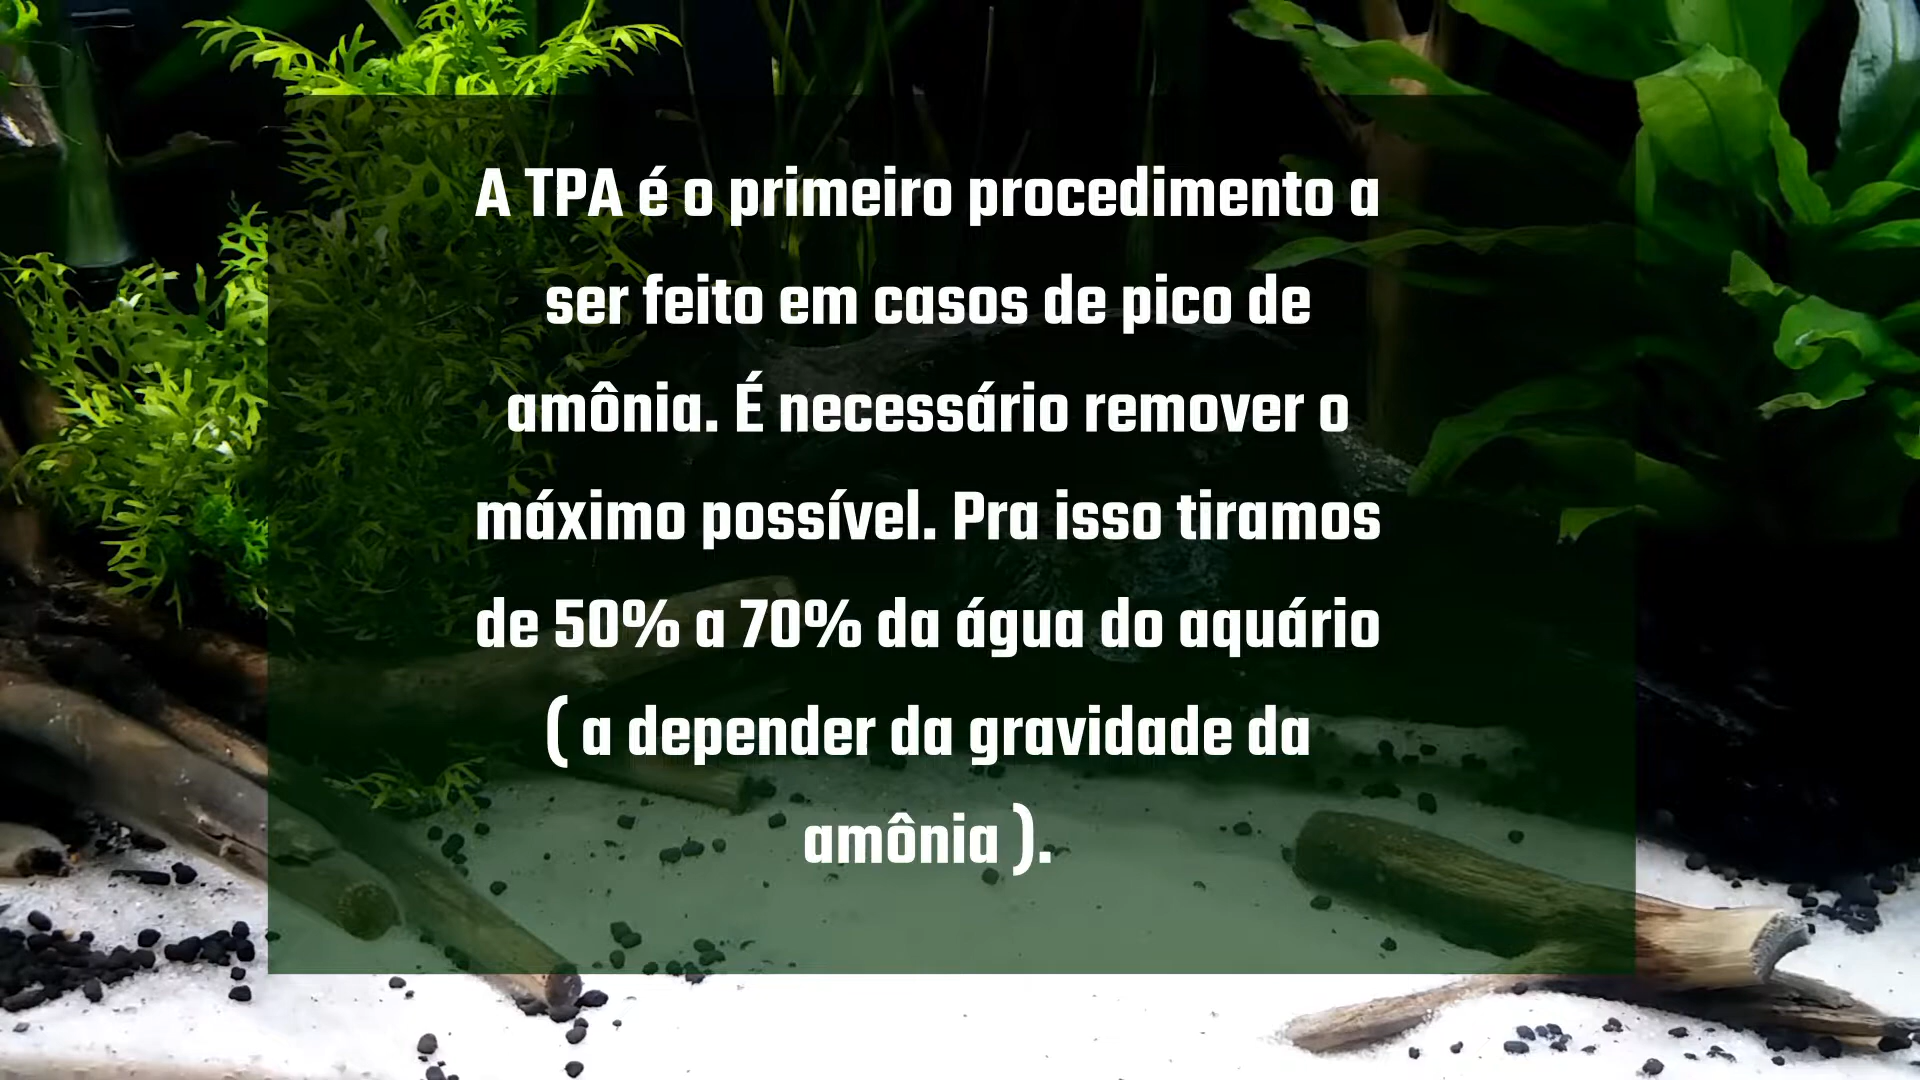 A TPA é o primeiro procedimento a
ser feito em casos de pico de
amônia. É necessário remover o
máximo possível. Pra isso tiramos
de 50% a 70% da água do aquário
( a depender da gravidade da
amônia ).